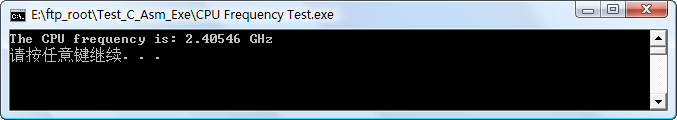 E:\ftp_root\Test_C_Asm_Exe\CPU Frequency Test.exe
The CPU frequency is: 2.40546 GHz
请按任意键继续. . .